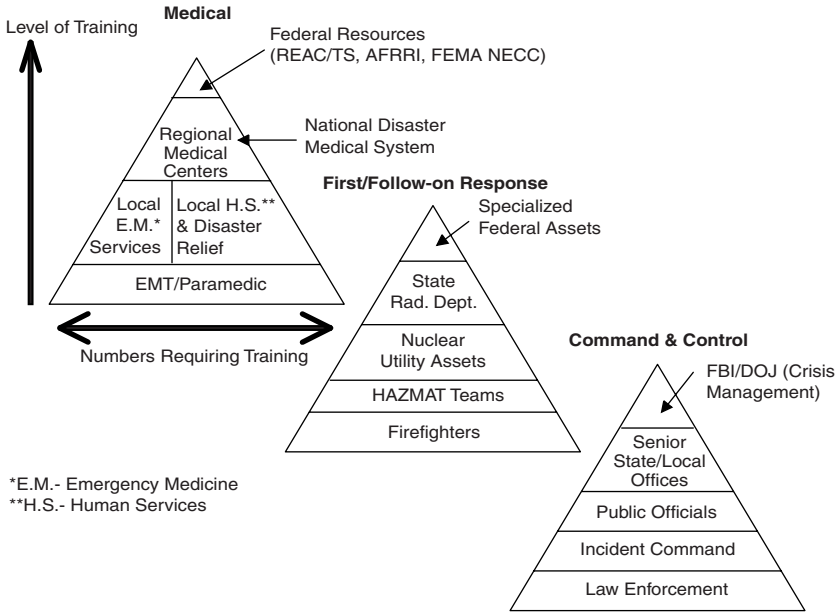 Medical
Level of Training
Federal Resources
(REAC/TS, AFRRI, FEMA NECC)
National Disaster
Medical System
Regional
Medical
Centers
Local
E.M.*
Services
Local H.S.**
& Disaster
Relief
EMT/Paramedic
Numbers Requiring Training
First/Follow-on Response
Specialized
Federal Assets
State
Rad. Dept.
Nuclear
Utility Assets
HAZMAT Teams
Firefighters
Command & Control
FBI/DOJ (Crisis
Management)
Senior
State/Local
Offices
Public Officials
Incident Command
Law Enforcement
*E.M.- Emergency Medicine
**H.S.- Human Services